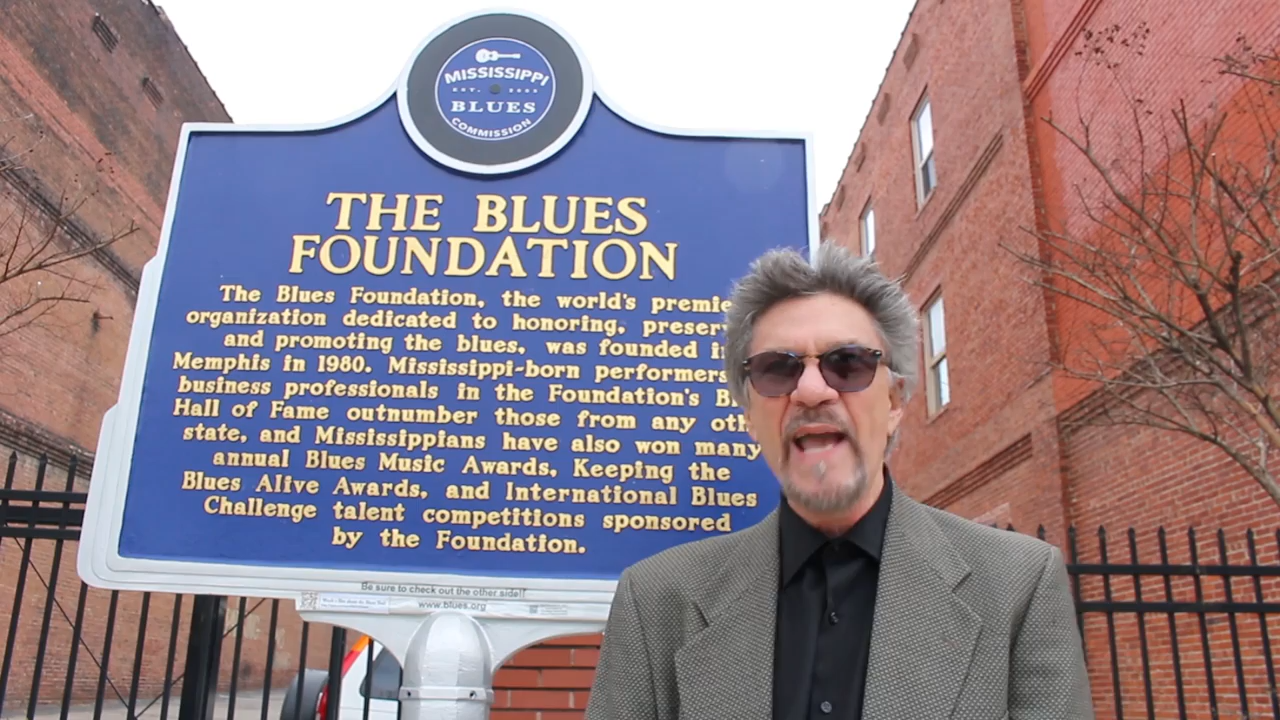 MISSISSIPPI
EST. 2003
BLUES
COMMISSION
THE BLUES
FOUNDATION
The Blues Foundation, the world's premie
organization dedicated to honoring, preserv
and promoting the blues, was founded i
Memphis in 1980. Mississippi-born performers
business professionals in the Foundation's B
Hall of Fame outnumber those from any oth
state, and Mississippians have also won many
annual Blues Music Awards, Keeping the
Blues Alive Awards, and International Blues
Challenge talent competitions sponsored
by the Foundation.
Be sure to check out the other side!!
www.blues.org